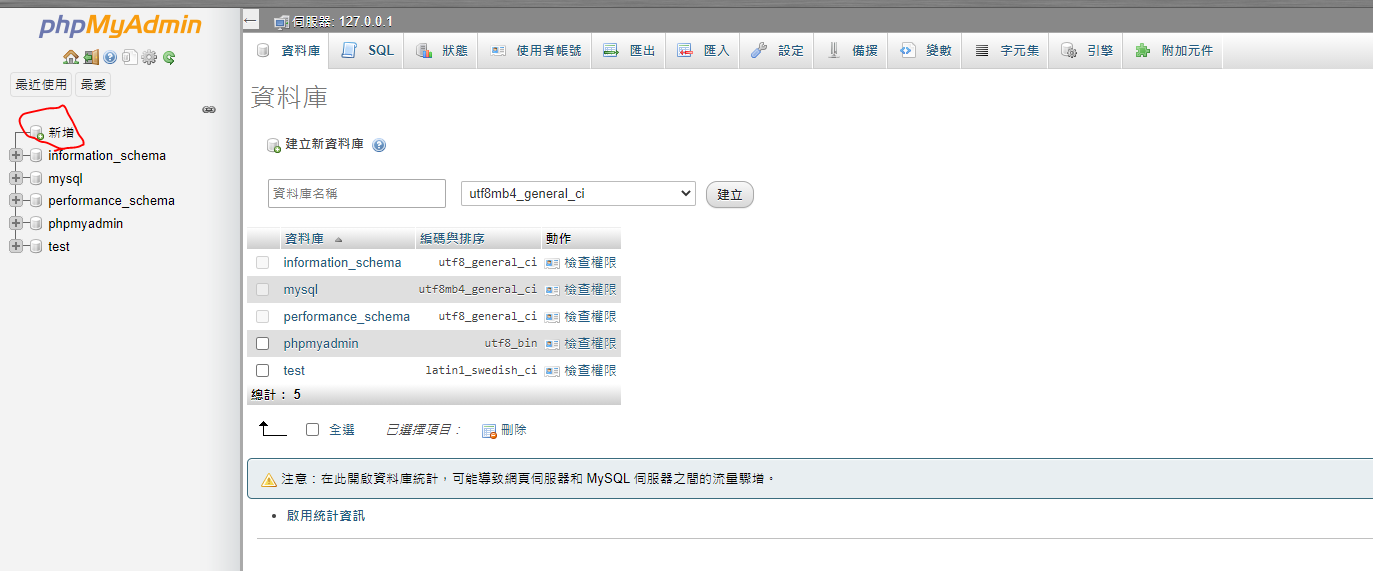 phpMyAdmin
最近使用 最愛
新增
information_schema
mysql
performance_schema
phpmyadmin
test
伺服器: 127.0.0.1
資料庫 SQL 狀態 使用者帳號 匯出 匯入 設定 備援 變數 字元集 引擎 附加元件
資料庫
建立新資料庫
資料庫名稱 utf8mb4_general_ci 建立
資料庫 編碼與排序 動作
information_schema utf8_general_ci 檢查權限
mysql utf8mb4_general_ci 檢查權限
performance_schema utf8_general_ci 檢查權限
phpmyadmin utf8_bin 檢查權限
test latin1_swedish_ci 檢查權限
總計： 5
全選 已選擇項目： 刪除
注意：在此開啟資料庫統計，可能導致網頁伺服器和 MySQL 伺服器之間的流量驟增。
啟用統計資訊